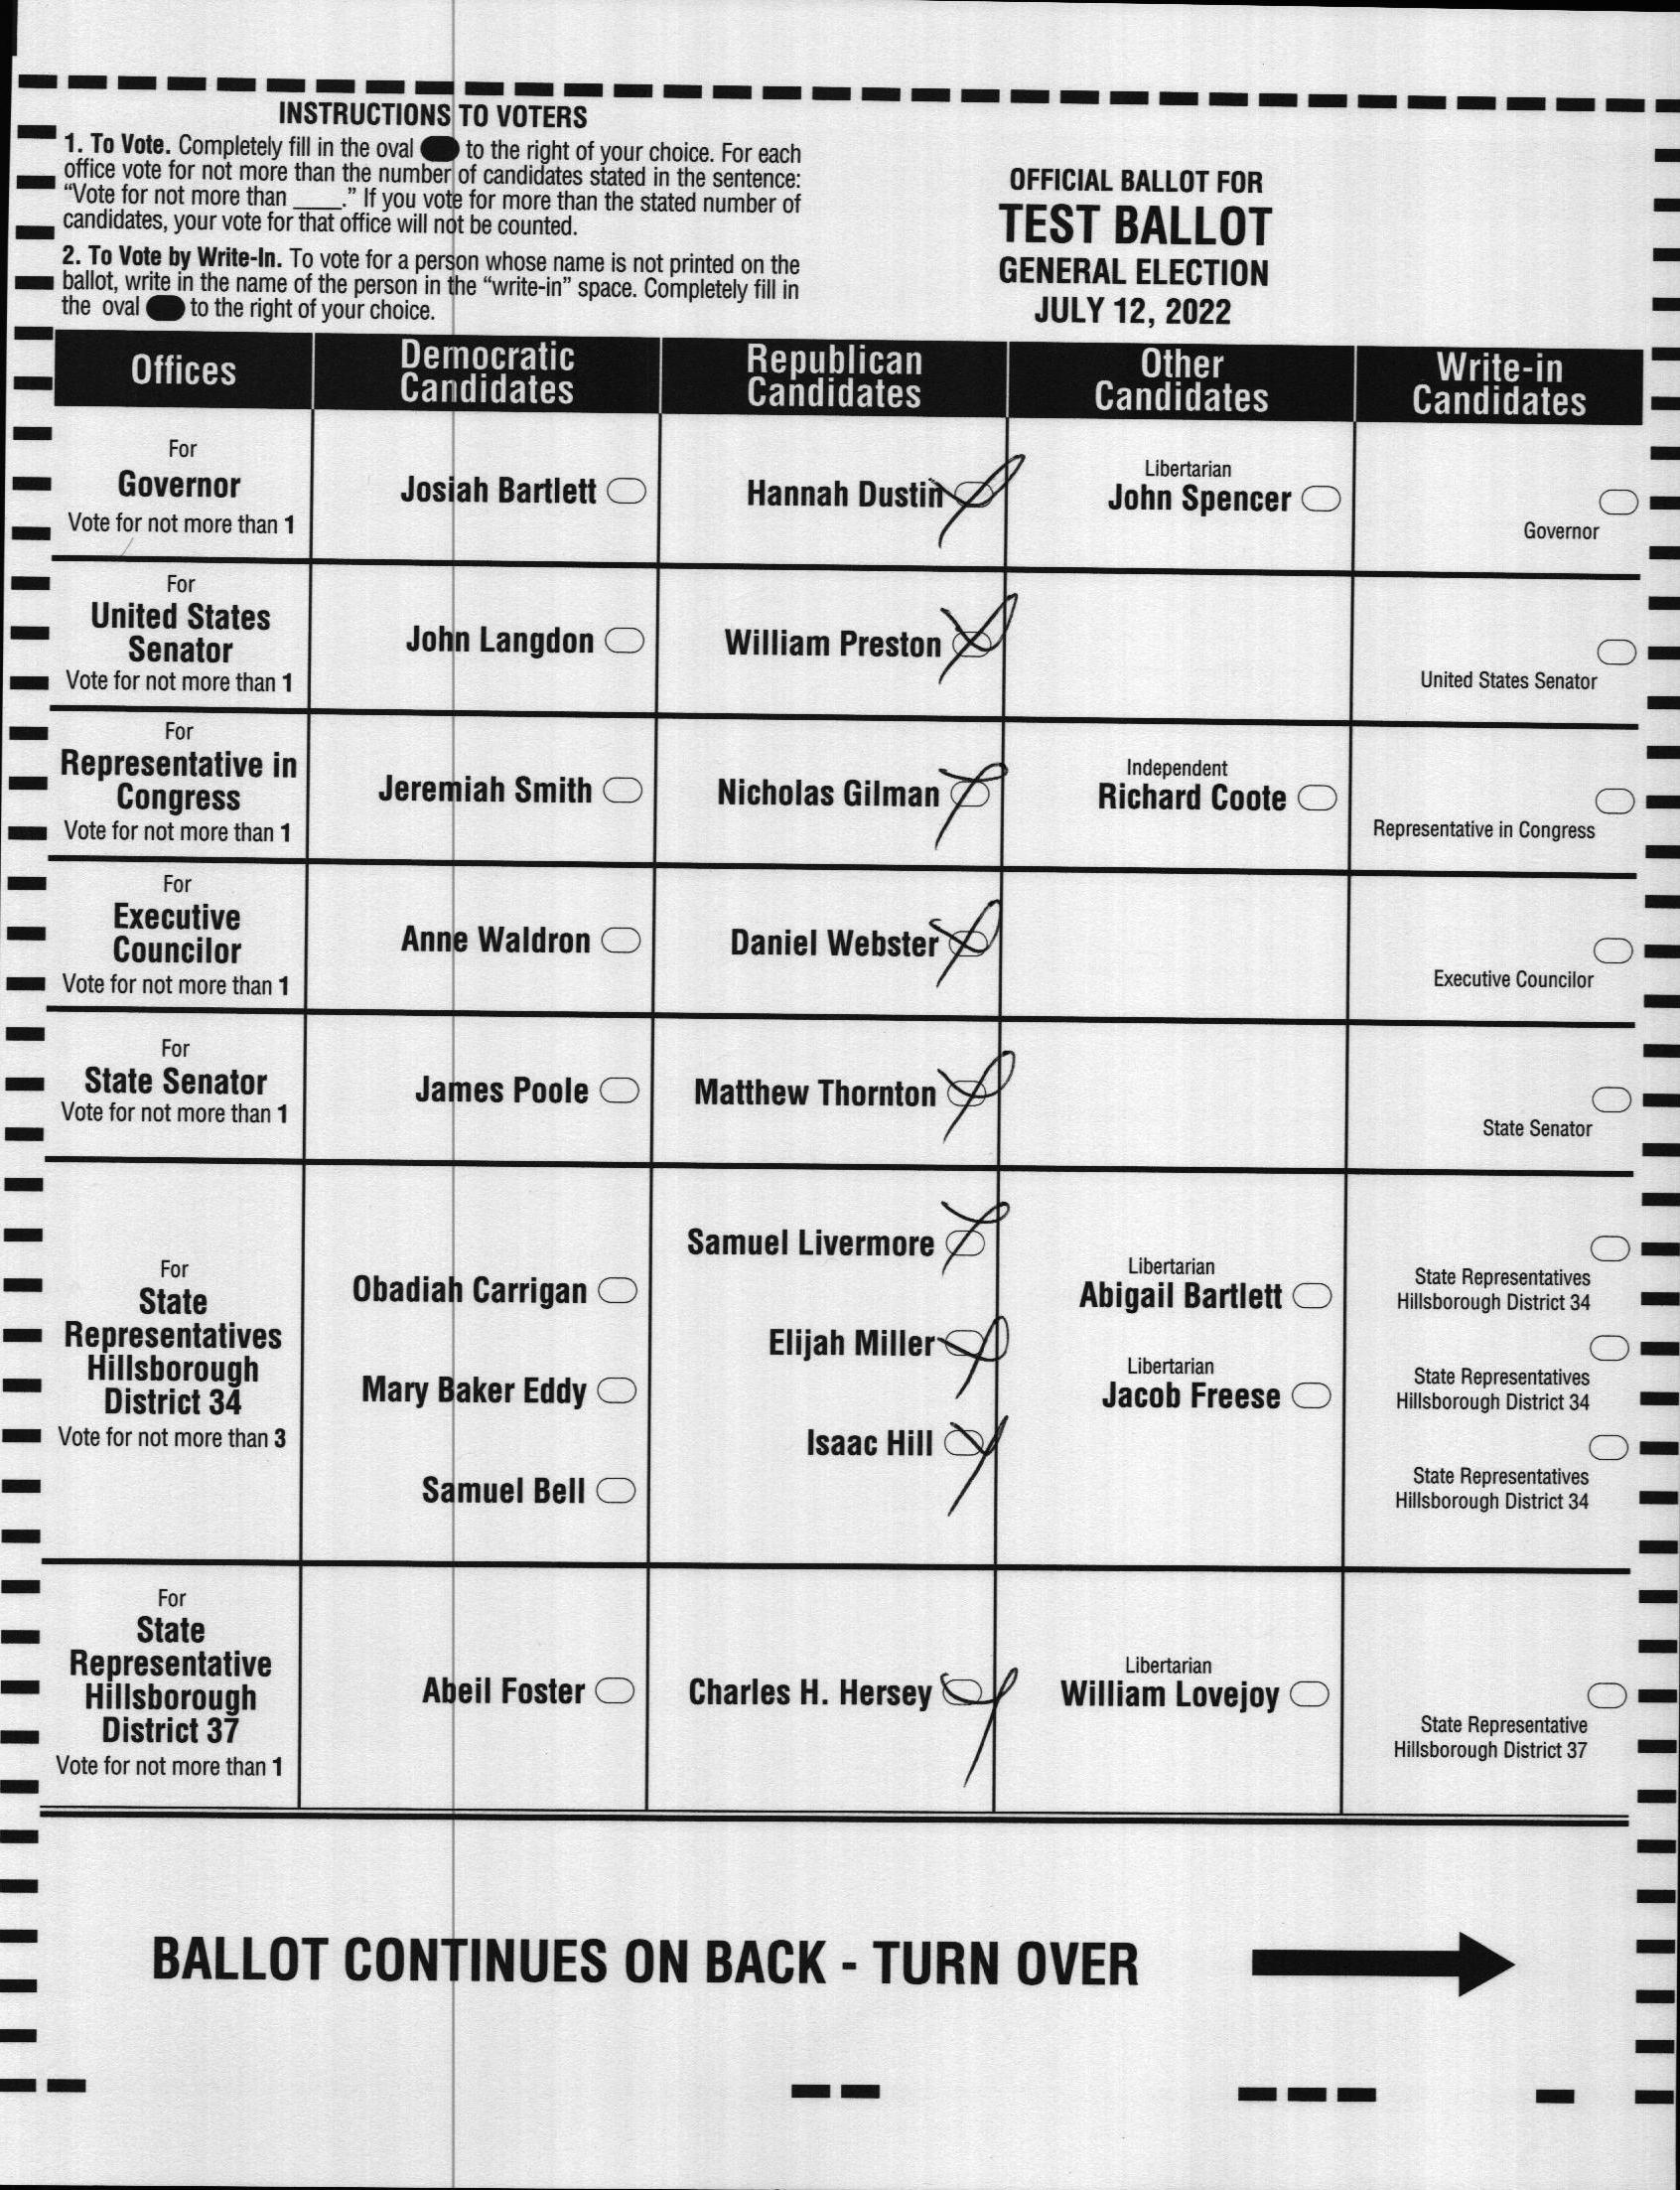 INSTRUCTIONS TO VOTERS
1. To Vote. Completely fill in the oval to the right of your choice. For each
office vote for not more than the number of candidates stated in the sentence:
“Vote for not more than ____.” If you vote for more than the stated number of
candidates, your vote for that office will not be counted.
2. To Vote by Write-In. To vote for a person whose name is not printed on the
ballot, write in the name of the person in the “write-in” space. Completely fill in
the oval to the right of your choice.
OFFICIAL BALLOT FOR
TEST BALLOT
GENERAL ELECTION
JULY 12, 2022
Offices
Democratic
Candidates
Republican
Candidates
Other
Candidates
Write-in
Candidates
For
Governor
Vote for not more than 1
Josiah Bartlett
Hannah Dustin
Libertarian
John Spencer
Governor
For
United States
Senator
Vote for not more than 1
John Langdon
William Preston
United States Senator
For
Representative in
Congress
Vote for not more than 1
Jeremiah Smith
Nicholas Gilman
Independent
Richard Coote
Representative in Congress
For
Executive
Councilor
Vote for not more than 1
Anne Waldron
Daniel Webster
Executive Councilor
For
State Senator
Vote for not more than 1
James Poole
Matthew Thornton
State Senator
For
State
Representatives
Hillsborough
District 34
Vote for not more than 3
Obadiah Carrigan
Mary Baker Eddy
Samuel Bell
Samuel Livermore
Elijah Miller
Isaac Hill
Libertarian
Abigail Bartlett
Libertarian
Jacob Freese
State Representatives
Hillsborough District 34
State Representatives
Hillsborough District 34
State Representatives
Hillsborough District 34
For
State
Representative
Hillsborough
District 37
Vote for not more than 1
Abeil Foster
Charles H. Hersey
Libertarian
William Lovejoy
State Representative
Hillsborough District 37
BALLOT CONTINUES ON BACK - TURN OVER